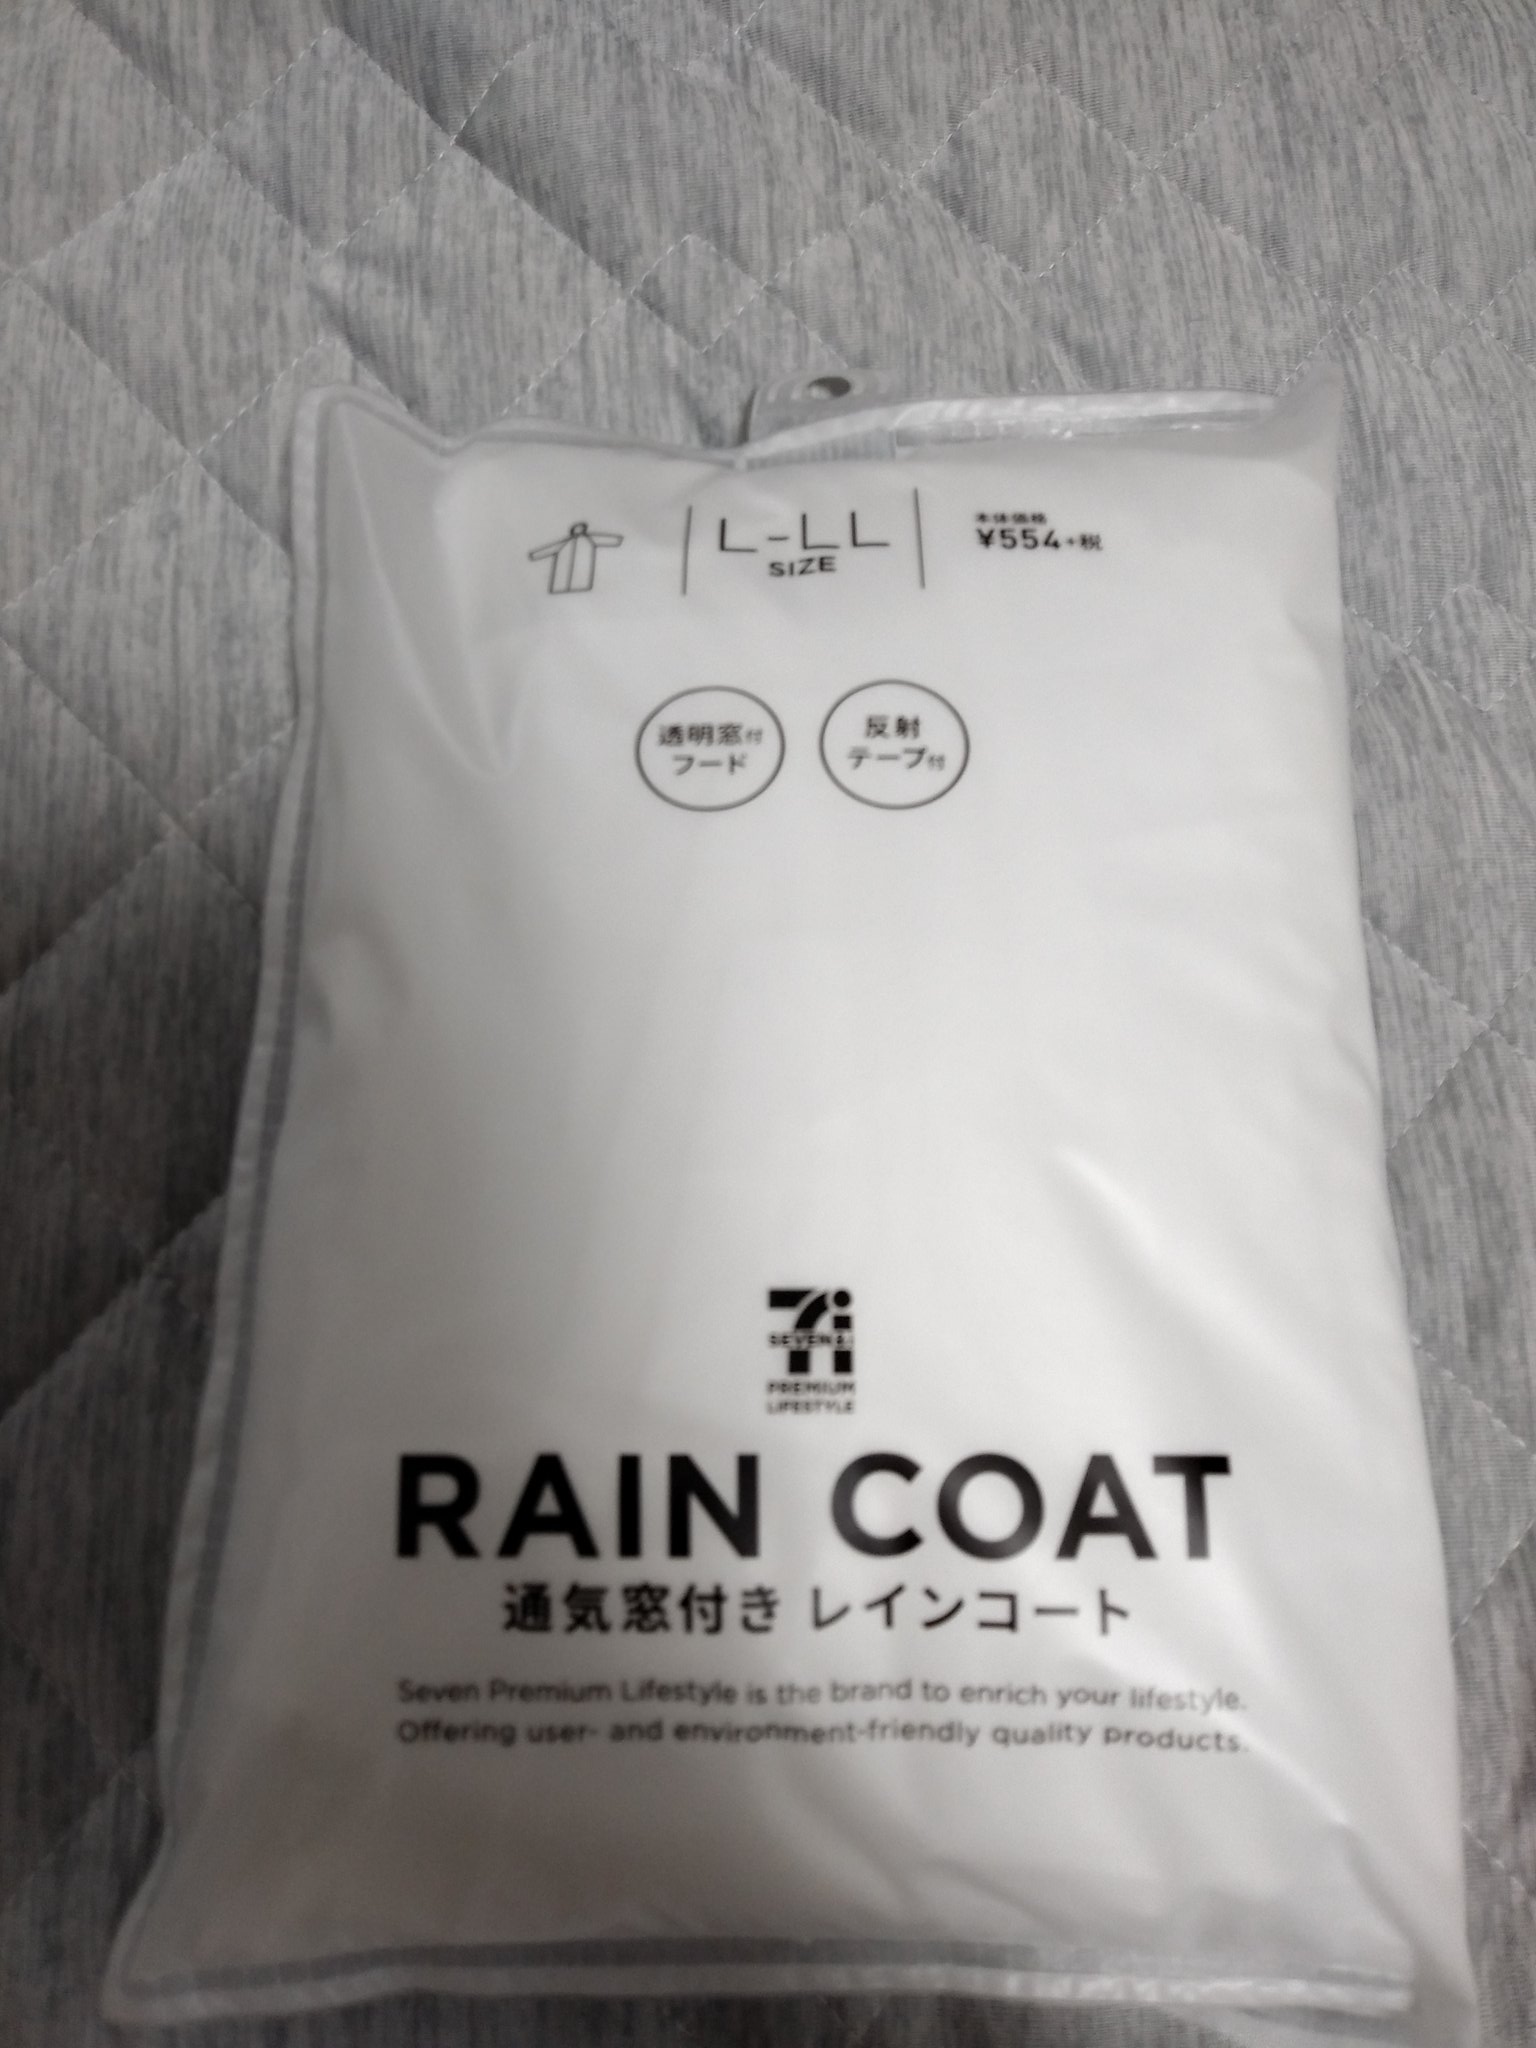 L-LL
SIZE
本体価格
¥554+税
透明窓付
フード
反射
テープ付
SEVEN&i
PREMIUM
LIFESTYLE
RAIN COAT
通気窓付き レインコート
Seven Premium Lifestyle is the brand to enrich your lifestyle.
Offering user- and environment-friendly quality products.